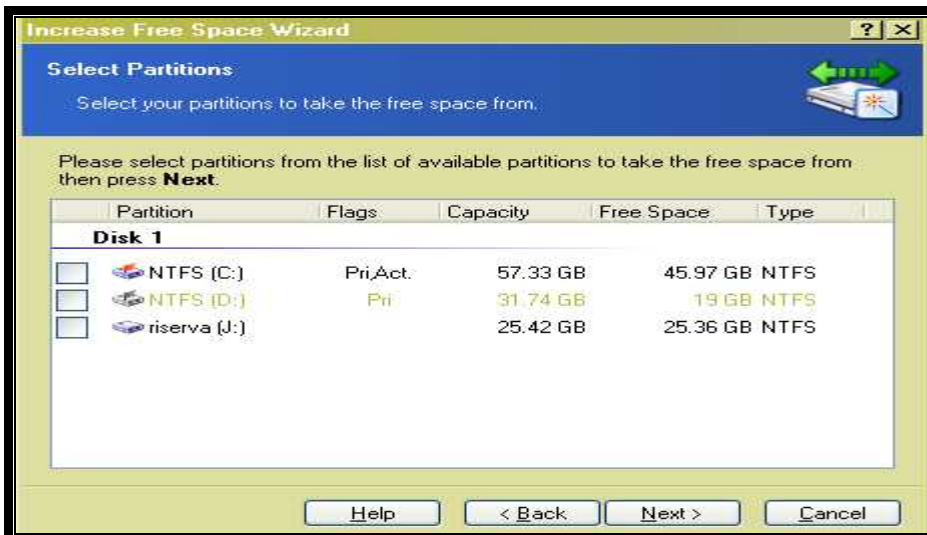 Increase Free Space Wizard
Select Partitions
Select your partitions to take the free space from.
Please select partitions from the list of available partitions to take the free space from
then press Next.
Partition Flags Capacity Free Space Type
Disk 1
NTFS (C:) Pri,Act. 57.33 GB 45.97 GB NTFS
NTFS (D:) Pri 31.74 GB 19 GB NTFS
riserva (J:) 25.42 GB 25.36 GB NTFS
Help < Back Next > Cancel